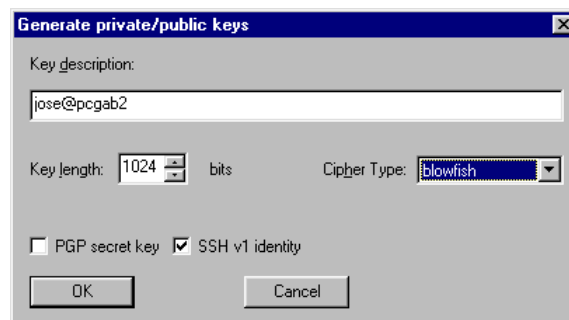 Generate private/public keys
Key description:
jose@pcgab2
Key length: 1024 bits Cipher Type: blowfish
PGP secret key SSH v1 identity
OK Cancel